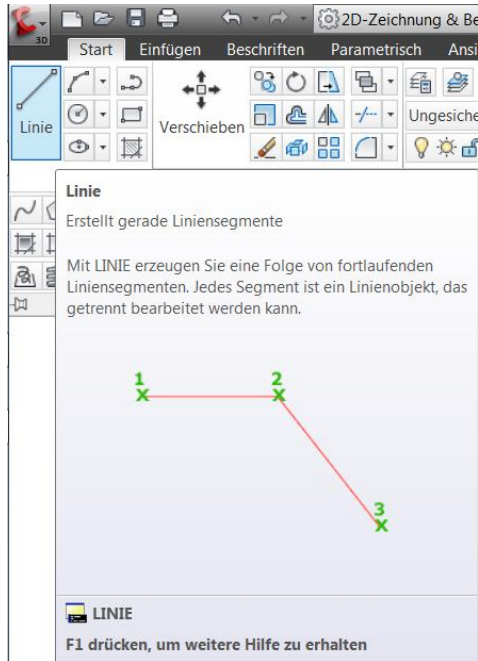 3D
2D-Zeichnung & Be
Start Einfügen Beschriften Parametrisch Ansi
Linie
Verschieben
Ungesiche
Linie
Erstellt gerade Liniensegmente
Mit LINIE erzeugen Sie eine Folge von fortlaufenden
Liniensegmenten. Jedes Segment ist ein Linienobjekt, das
getrennt bearbeitet werden kann.
1
2
3
LINIE
F1 drücken, um weitere Hilfe zu erhalten